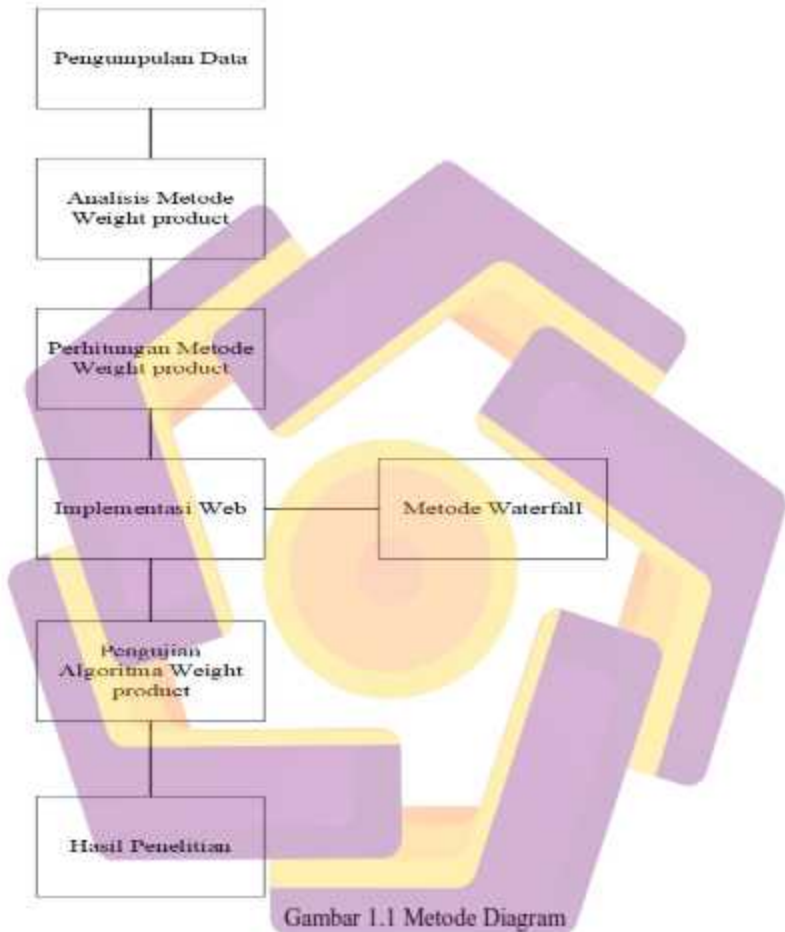 Pengumpulan Data
Analisis Metode
Weight product
Perhitungan Metode
Weight product
Implementasi Web
Metode Waterfall
Pengujian
Algoritma Weight
product
Hasil Penelitian
Gambar 1.1 Metode Diagram